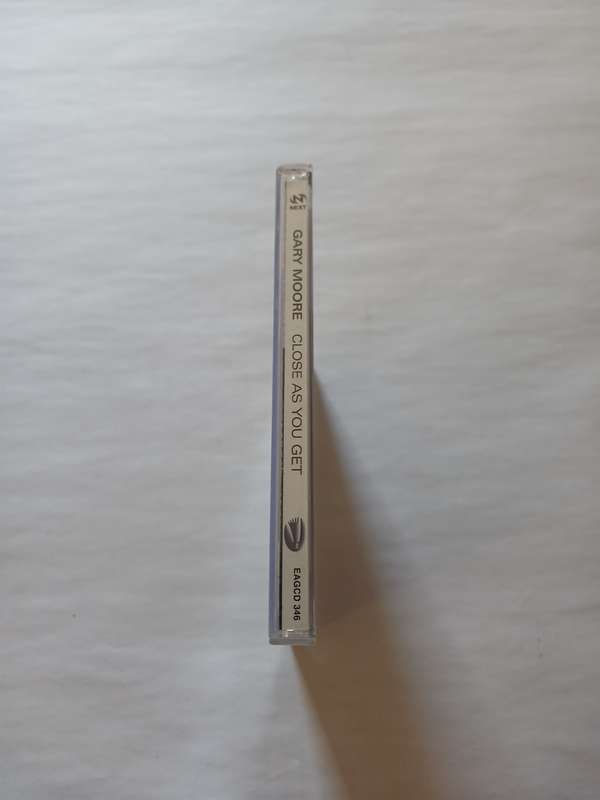 NEXT
GARY MOORE CLOSE AS YOU GET
EAGCD 346